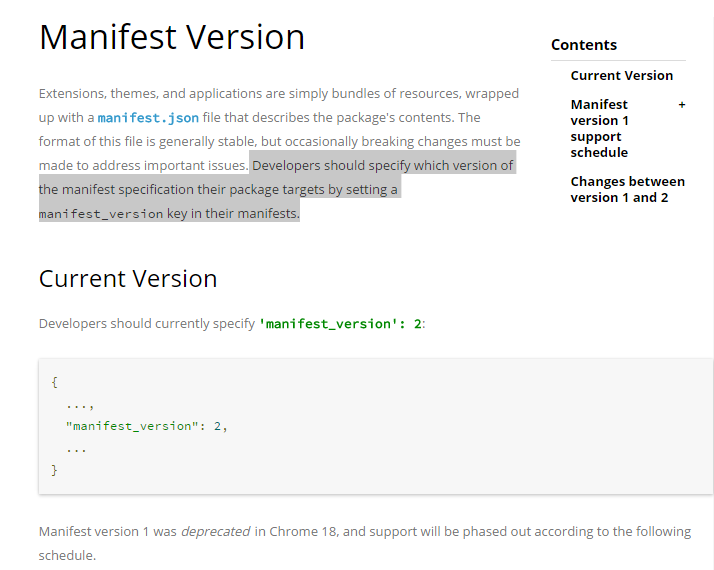 Manifest Version
Extensions, themes, and applications are simply bundles of resources, wrapped
up with a manifest.json file that describes the package's contents. The
format of this file is generally stable, but occasionally breaking changes must be
made to address important issues. Developers should specify which version of
the manifest specification their package targets by setting a
manifest_version key in their manifests.
Current Version
Developers should currently specify 'manifest_version': 2:
{
...,
"manifest_version": 2,
...
}
Manifest version 1 was deprecated in Chrome 18, and support will be phased out according to the following
schedule.
Contents
Current Version
Manifest +
version 1
support
schedule
Changes between
version 1 and 2